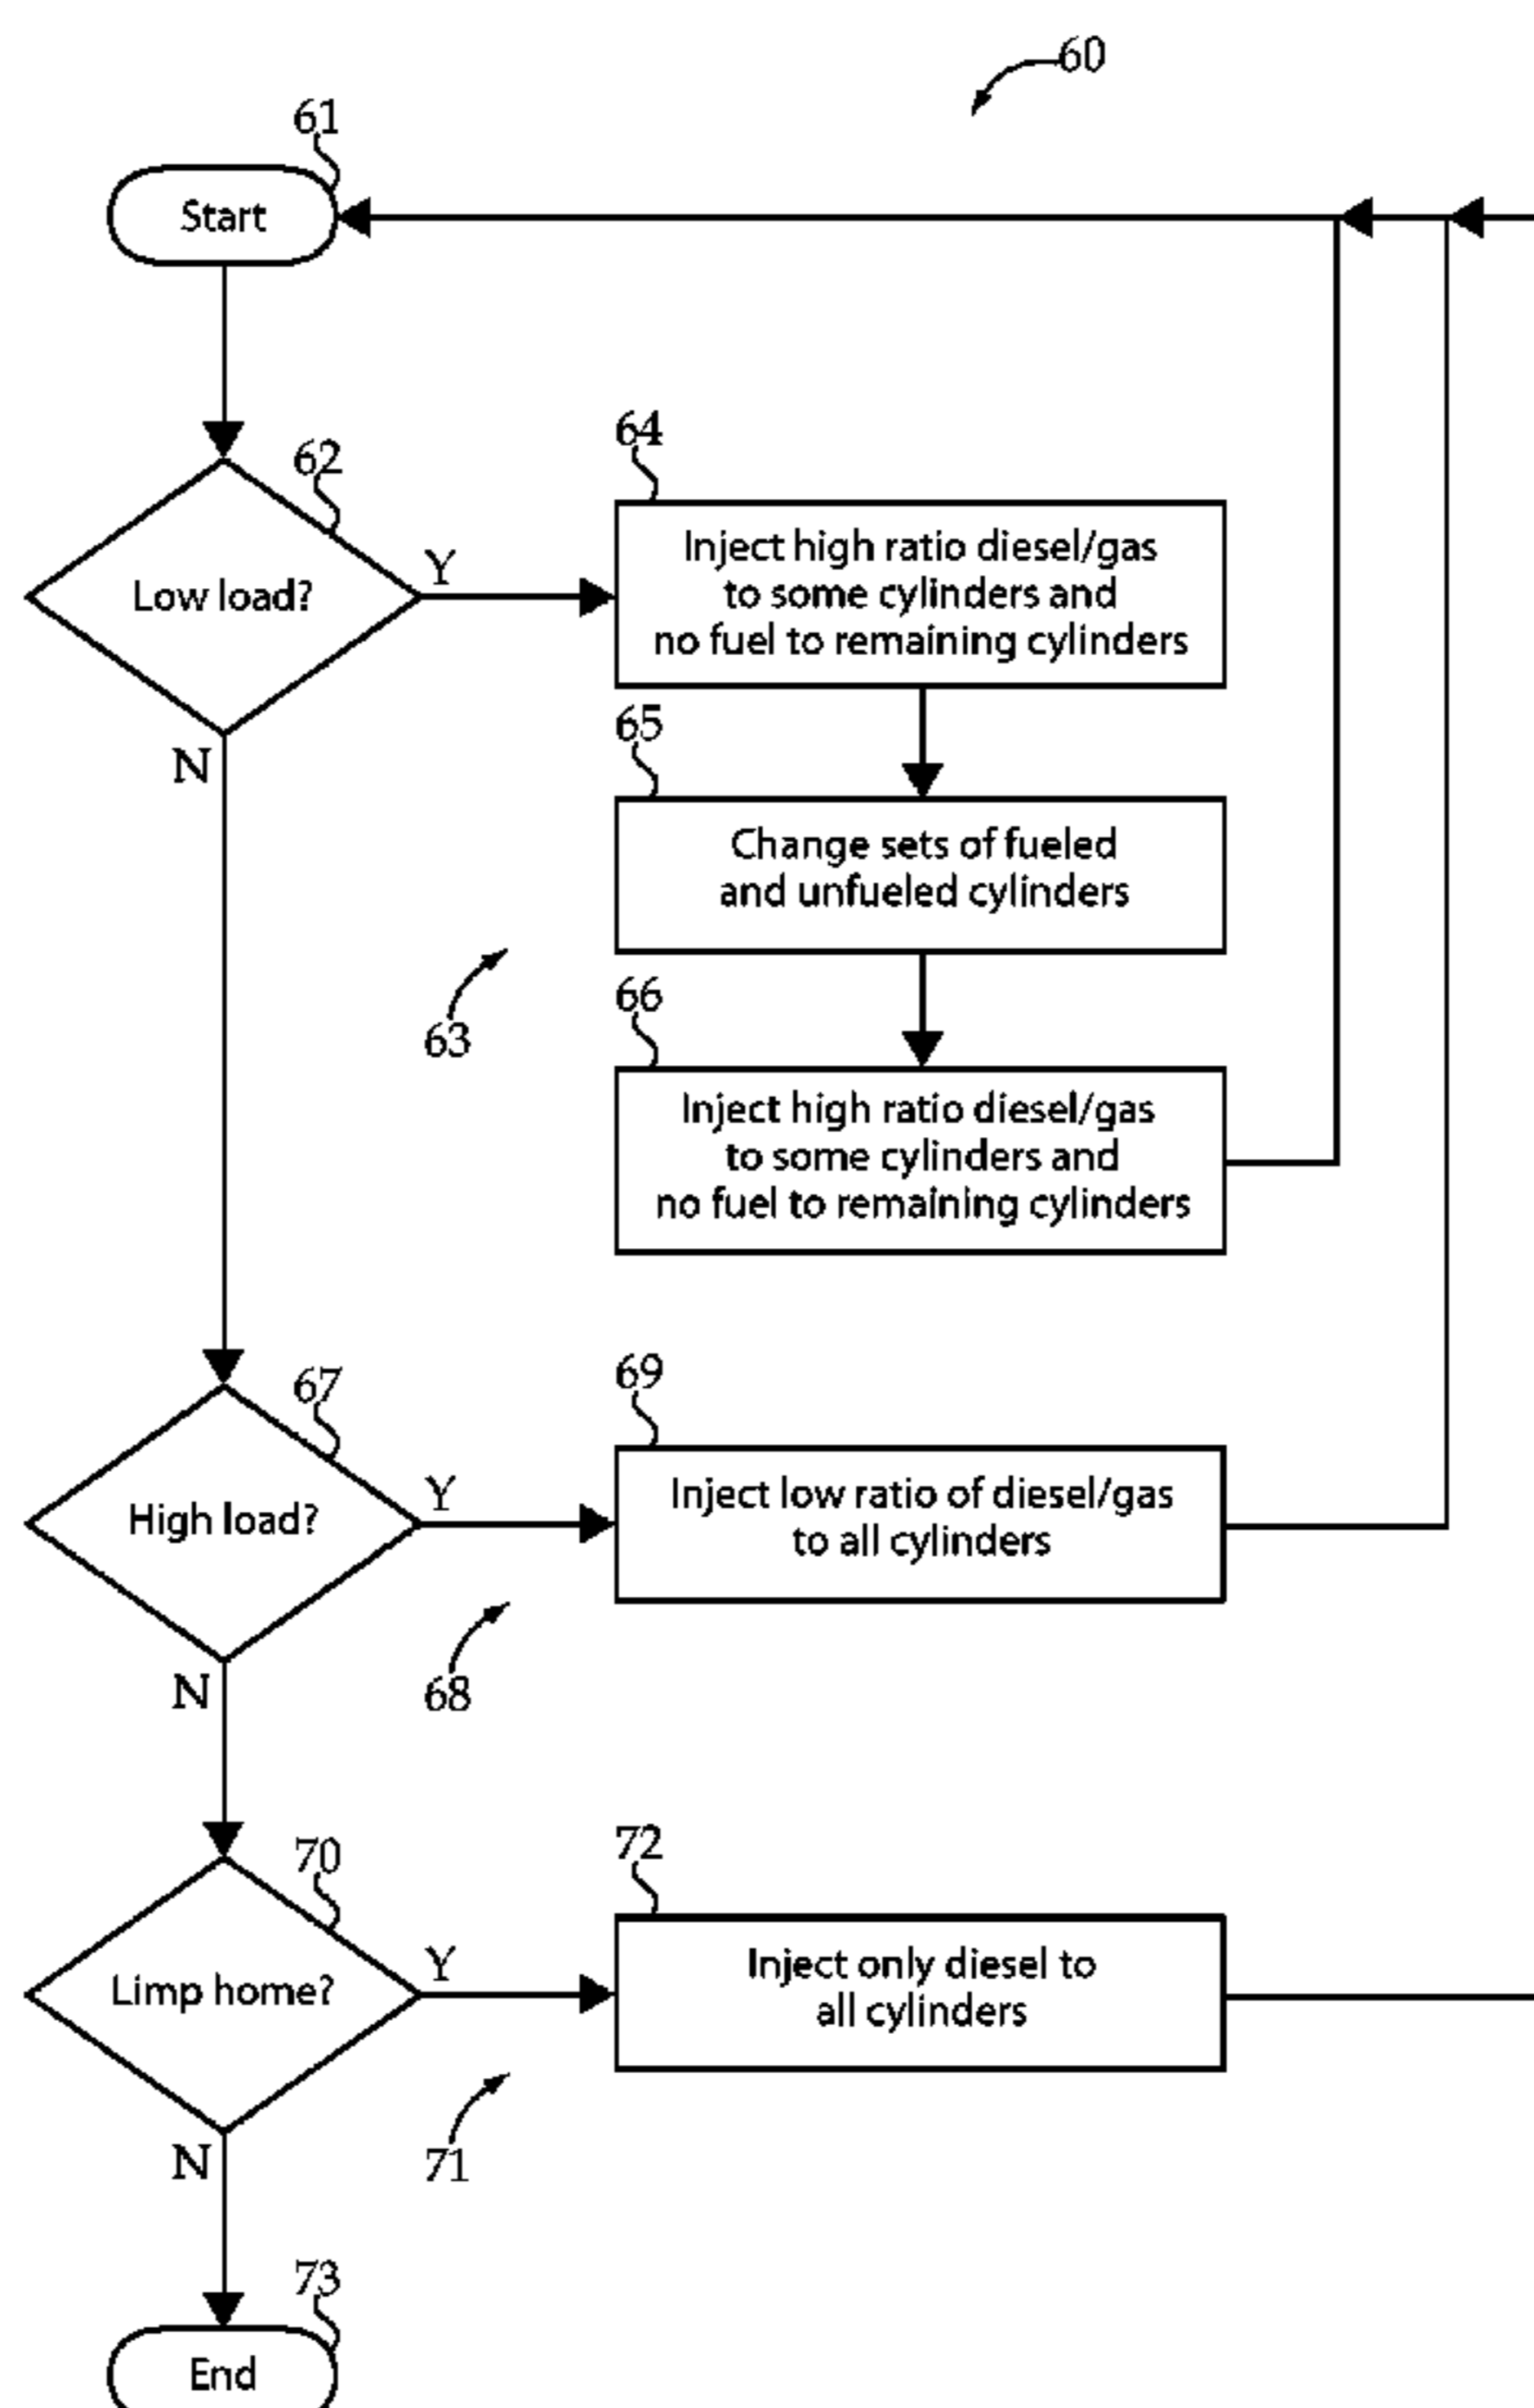 60
61
Start
62
Low load?
Y
N
64
Inject high ratio diesel/gas
to some cylinders and
no fuel to remaining cylinders
65
Change sets of fueled
and unfueled cylinders
63
66
Inject high ratio diesel/gas
to some cylinders and
no fuel to remaining cylinders
67
High load?
Y
N
69
Inject low ratio of diesel/gas
to all cylinders
68
70
Limp home?
Y
N
72
Inject only diesel to
all cylinders
71
73
End